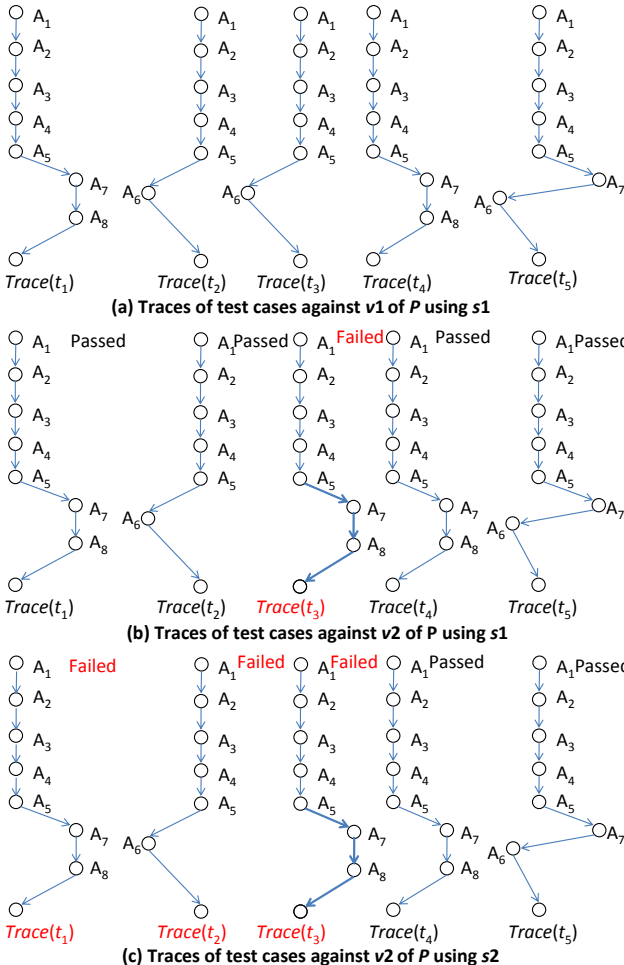 A1 A1 A1 A1 A1
A2 A2 A2 A2 A2
A3 A3 A3 A3 A3
A4 A4 A4 A4 A4
A5 A5 A5 A5 A5
A7 A6 A6 A7 A6 A7
A8 A8
Trace(t1) Trace(t2) Trace(t3) Trace(t4) Trace(t5)
(a) Traces of test cases against v1 of P using s1
A1 Passed A1 Passed A1 Failed A1 Passed A1 Passed
A2 A2 A2 A2 A2
A3 A3 A3 A3 A3
A4 A4 A4 A4 A4
A5 A5 A5 A5 A5
A7 A6 A7 A7 A6 A7
A8 A8 A8
Trace(t1) Trace(t2) Trace(t3) Trace(t4) Trace(t5)
(b) Traces of test cases against v2 of P using s1
A1 Failed A1 Failed A1 Failed A1 Passed A1 Passed
A2 A2 A2 A2 A2
A3 A3 A3 A3 A3
A4 A4 A4 A4 A4
A5 A5 A5 A5 A5
A7 A6 A7 A7 A6 A7
A8 A8 A8
Trace(t1) Trace(t2) Trace(t3) Trace(t4) Trace(t5)
(c) Traces of test cases against v2 of P using s2